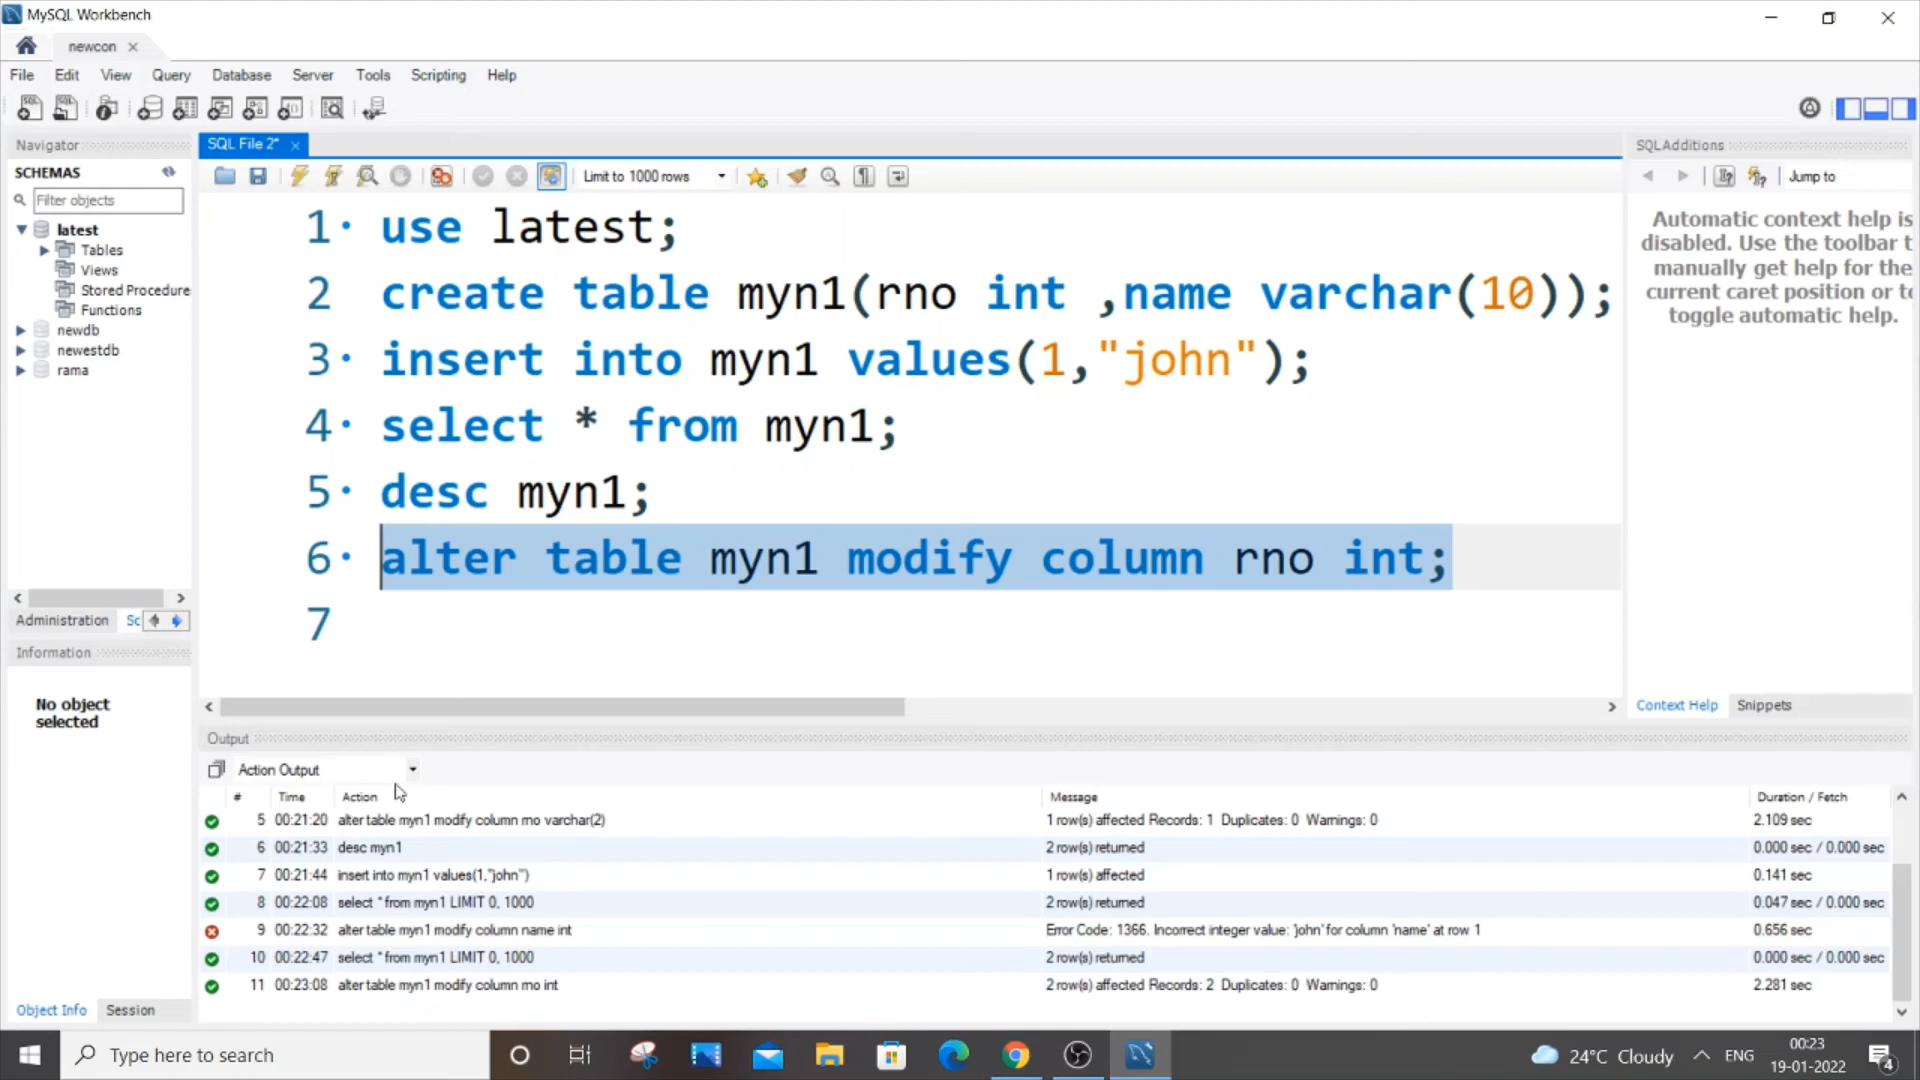 MySQL Workbench
newcon
File Edit View Query Database Server Tools Scripting Help
Navigator
SCHEMAS
Filter objects
latest
Tables
Views
Stored Procedure
Functions
newdb
newestdb
rama
Administration Sc
Information
No object
selected
Object Info Session
SQL File 2*
Limit to 1000 rows
1 use latest;
2 create table myn1(rno int ,name varchar(10));
3 insert into myn1 values(1,"john");
4 select * from myn1;
5 desc myn1;
6 alter table myn1 modify column rno int;
7
SQLAdditions
Jump to
Automatic context help is
disabled. Use the toolbar t
manually get help for the
current caret position or to
toggle automatic help.
Context Help Snippets
Output
Action Output
# Time Action Message Duration / Fetch
5 00:21:20 alter table myn1 modify column rno varchar(2) 1 row(s) affected Records: 1 Duplicates: 0 Warnings: 0 2.109 sec
6 00:21:33 desc myn1 2 row(s) returned 0.000 sec / 0.000 sec
7 00:21:44 insert into myn1 values(1,"john") 1 row(s) affected 0.141 sec
8 00:22:08 select * from myn1 LIMIT 0, 1000 2 row(s) returned 0.047 sec / 0.000 sec
9 00:22:32 alter table myn1 modify column name int Error Code: 1366. Incorrect integer value: 'john' for column 'name' at row 1 0.656 sec
10 00:22:47 select * from myn1 LIMIT 0, 1000 2 row(s) returned 0.000 sec / 0.000 sec
11 00:23:08 alter table myn1 modify column rno int 2 row(s) affected Records: 2 Duplicates: 0 Warnings: 0 2.281 sec
Type here to search
24°C Cloudy
ENG
00:23
19-01-2022
4